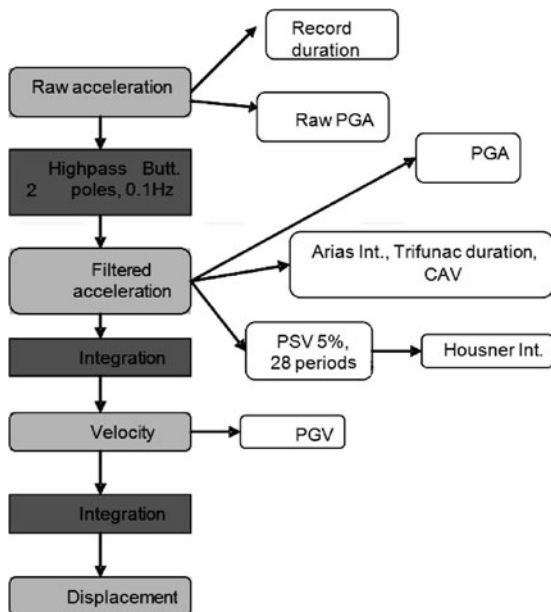 Record
duration
Raw acceleration
Raw PGA
Highpass Butt.
2 poles, 0.1Hz
PGA
Arias Int., Trifunac duration,
CAV
Filtered
acceleration
PSV 5%,
28 periods
Housner Int.
Integration
Velocity
PGV
Integration
Displacement